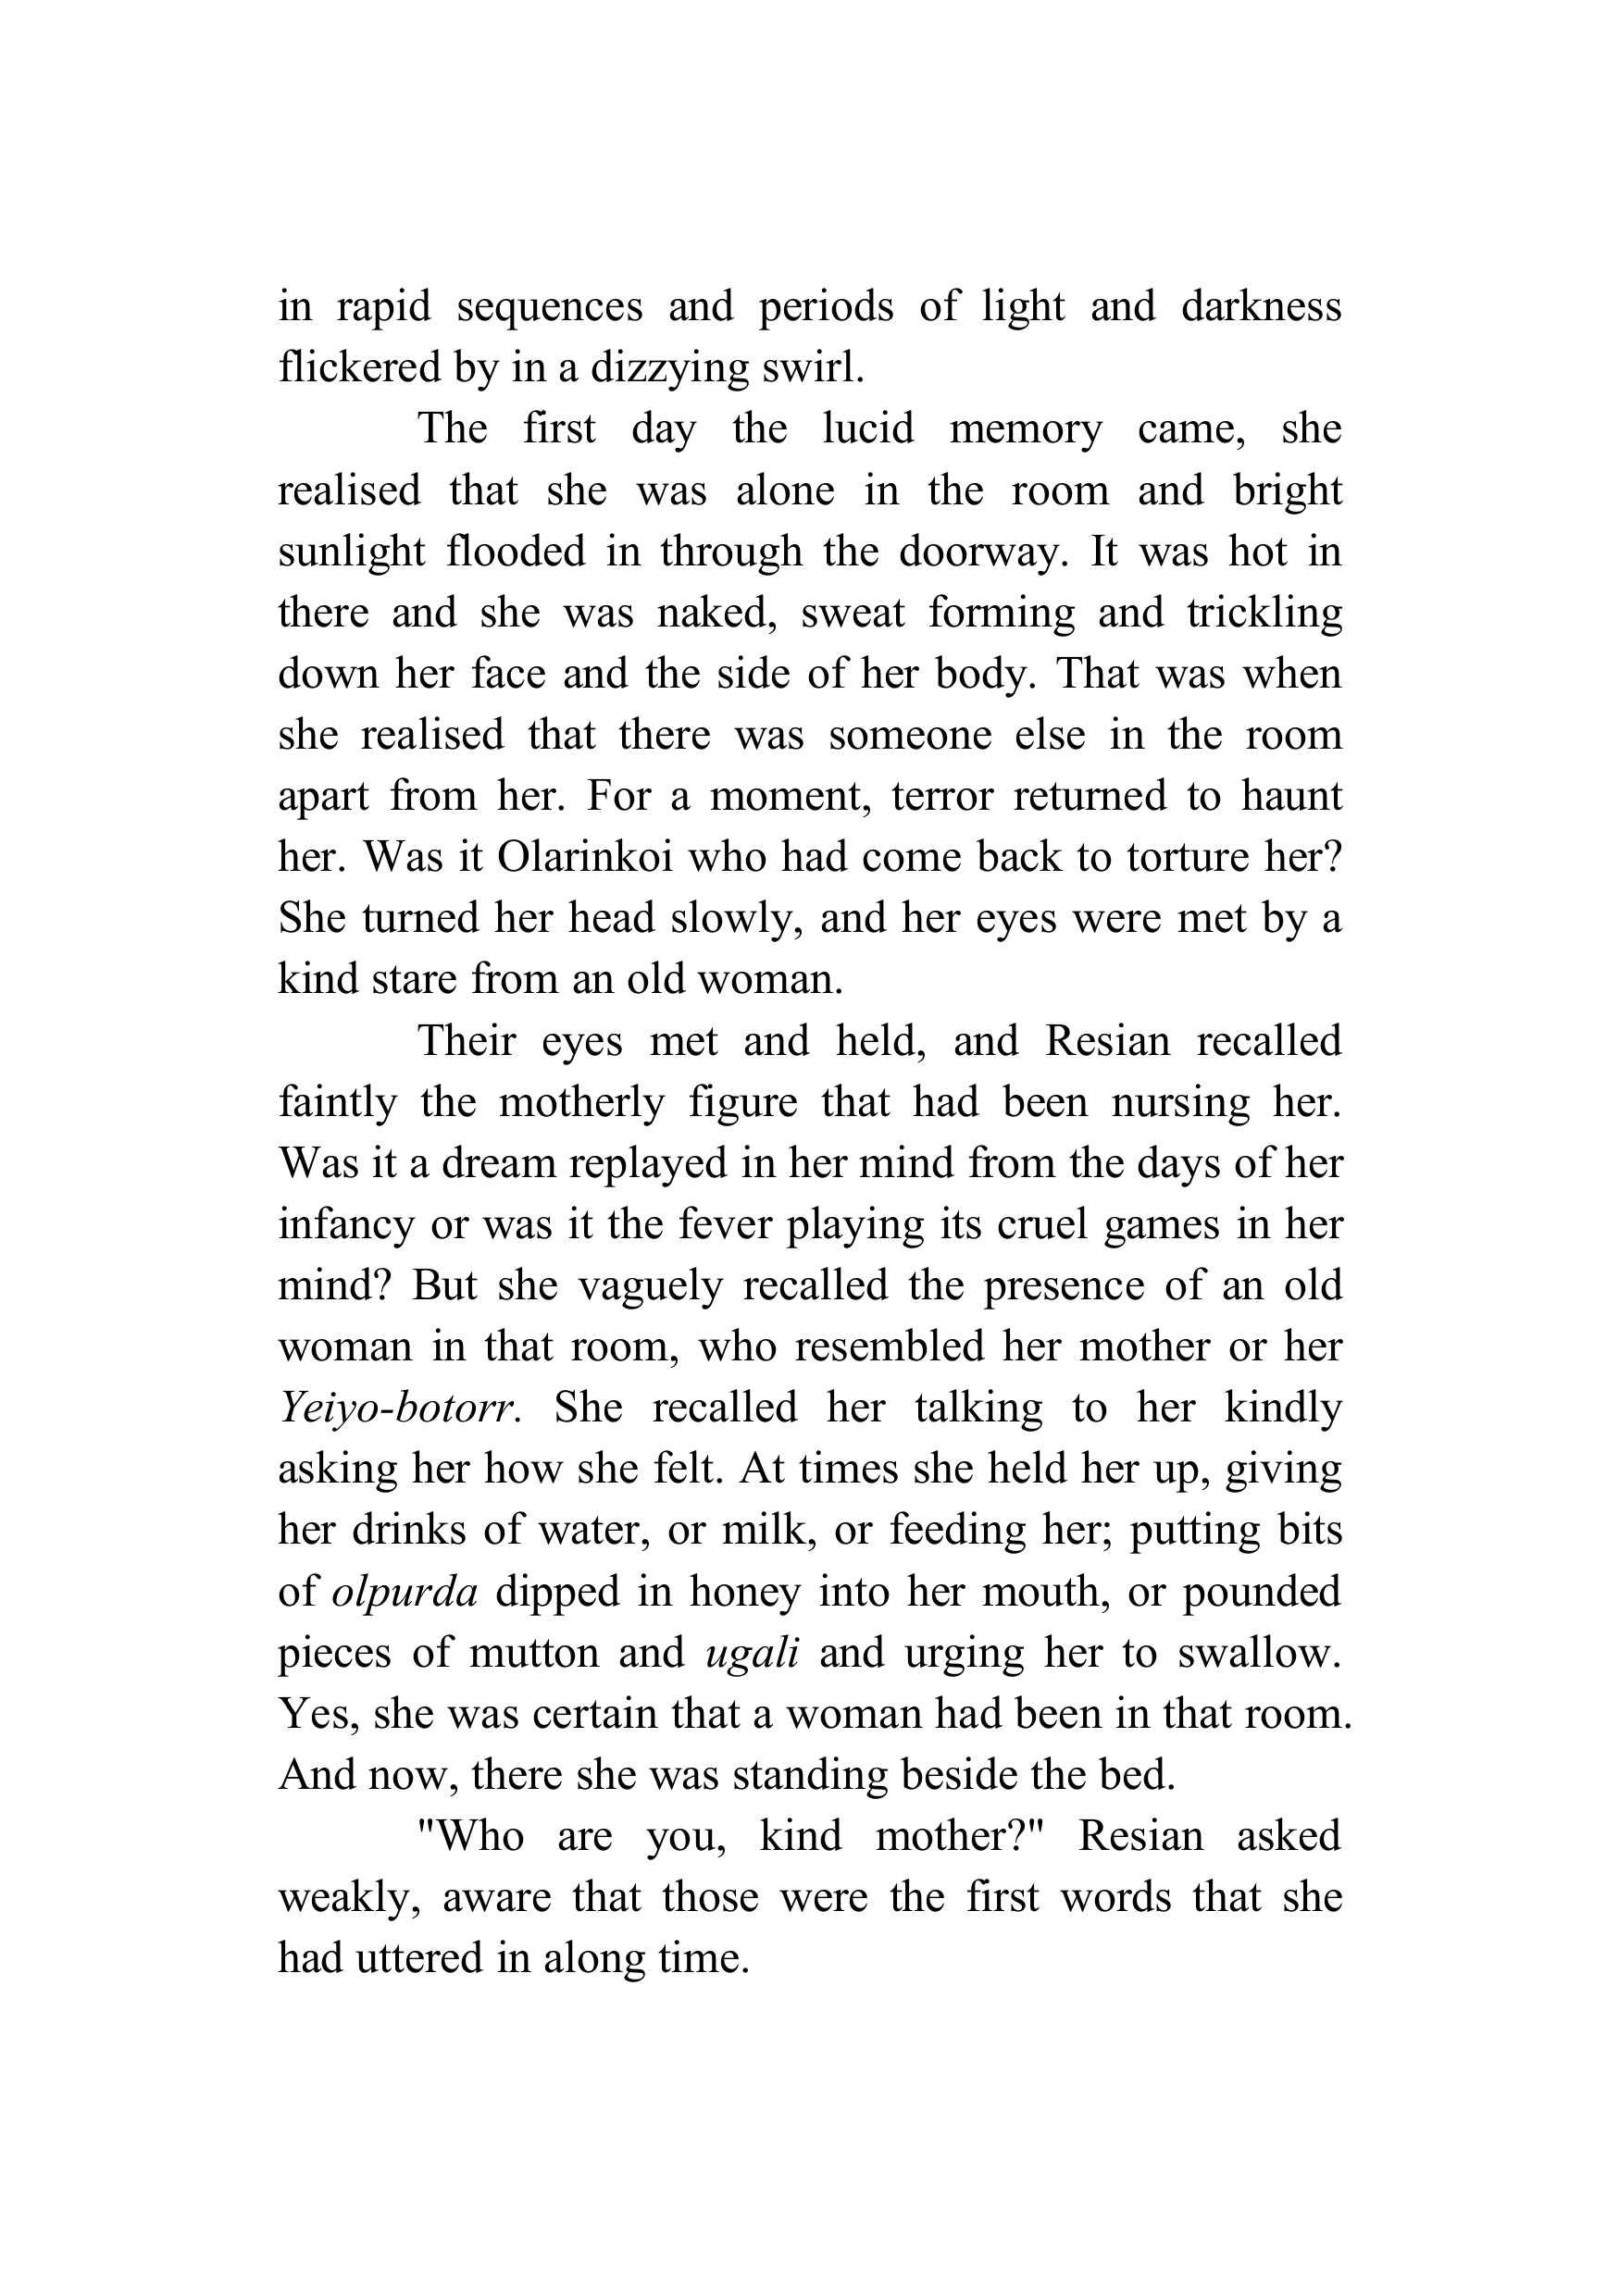 in rapid sequences and periods of light and darkness
flickered by in a dizzying swirl.
The first day the lucid memory came, she
realised that she was alone in the room and bright
sunlight flooded in through the doorway. It was hot in
there and she was naked, sweat forming and trickling
down her face and the side of her body. That was when
she realised that there was someone else in the room
apart from her. For a moment, terror returned to haunt
her. Was it Olarinkoi who had come back to torture her?
She turned her head slowly, and her eyes were met by a
kind stare from an old woman.
Their eyes met and held, and Resian recalled
faintly the motherly figure that had been nursing her.
Was it a dream replayed in her mind from the days of her
infancy or was it the fever playing its cruel games in her
mind? But she vaguely recalled the presence of an old
woman in that room, who resembled her mother or her
Yeiyo-botorr. She recalled her talking to her kindly
asking her how she felt. At times she held her up, giving
her drinks of water, or milk, or feeding her; putting bits
of olpurda dipped in honey into her mouth, or pounded
pieces of mutton and ugali and urging her to swallow.
Yes, she was certain that a woman had been in that room.
And now, there she was standing beside the bed.
"Who are you, kind mother?" Resian asked
weakly, aware that those were the first words that she
had uttered in along time.